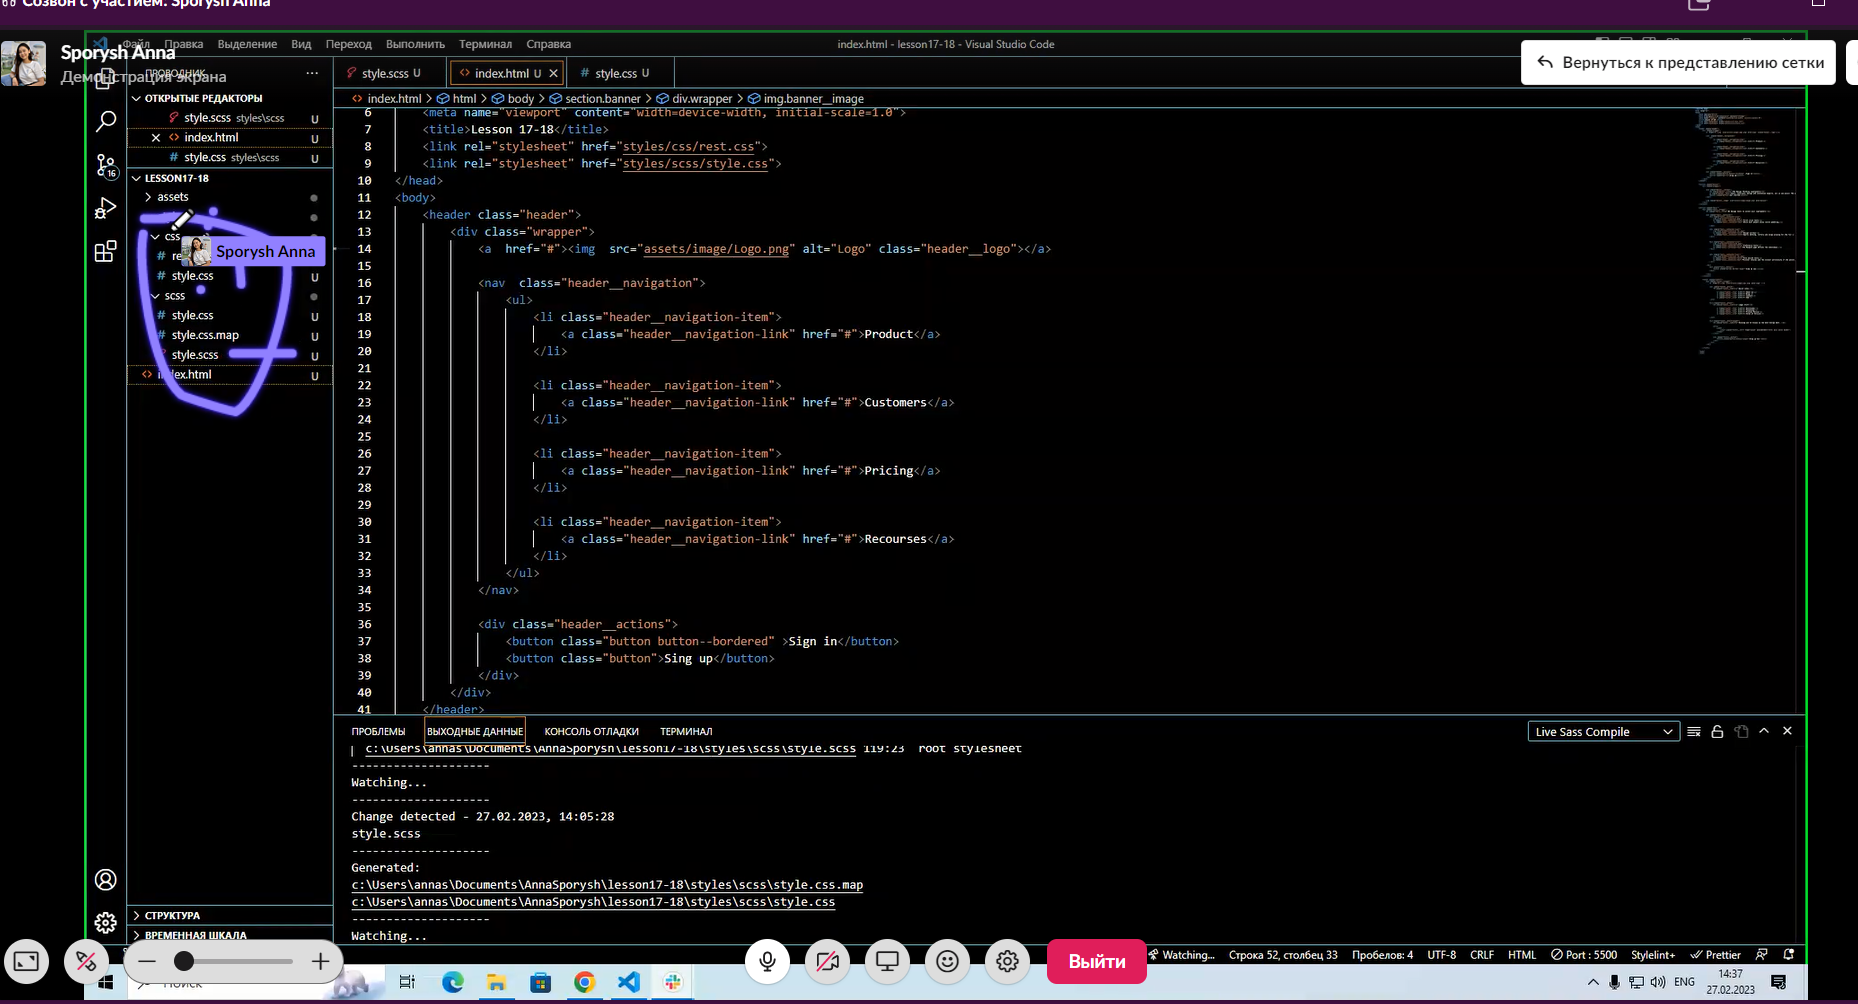 Созвон с участием: Sporysh Anna
Sporysh Anna
Демонстрация экрана
Файл Правка Выделение Вид Переход Выполнить Терминал Справка
index.html - lesson17-18 - Visual Studio Code
Вернуться к представлению сетки
ПРОВОДНИК
style.scss U
index.html U
style.css U
ОТКРЫТЫЕ РЕДАКТОРЫ
style.scss styles\scss U
index.html U
style.css styles\scss U
LESSON17-18
assets
css
Sporysh Anna
style.css
scss
style.css U
style.css.map U
style.scss U
index.html U
16
index.html > html > body > section.banner > div.wrapper > img.banner__image
6 <meta name="viewport" content="width=device-width, initial-scale=1.0">
7 <title>Lesson 17-18</title>
8 <link rel="stylesheet" href="styles/css/rest.css">
9 <link rel="stylesheet" href="styles/scss/style.css">
10 </head>
11 <body>
12 <header class="header">
13 <div class="wrapper">
14 <a  href="#"><img  src="assets/image/Logo.png" alt="Logo" class="header__logo"></a>
15
16 <nav  class="header__navigation">
17 <ul>
18 <li class="header__navigation-item">
19 <a class="header__navigation-link" href="#">Product</a>
20 </li>
21
22 <li class="header__navigation-item">
23 <a class="header__navigation-link" href="#">Customers</a>
24 </li>
25
26 <li class="header__navigation-item">
27 <a class="header__navigation-link" href="#">Pricing</a>
28 </li>
29
30 <li class="header__navigation-item">
31 <a class="header__navigation-link" href="#">Recourses</a>
32 </li>
33 </ul>
34 </nav>
35
36 <div class="header__actions">
37 <button class="button button--bordered" >Sign in</button>
38 <button class="button">Sing up</button>
39 </div>
40 </div>
41 </header>
ПРОБЛЕМЫ ВЫХОДНЫЕ ДАННЫЕ КОНСОЛЬ ОТЛАДКИ ТЕРМИНАЛ
Live Sass Compile
c:\Users\annas\Documents\AnnaSporysh\lesson17-18\styles\scss\style.scss 119:23  root stylesheet
--------------------
Watching...
--------------------
Change detected - 27.02.2023, 14:05:28
style.scss
--------------------
Generated:
c:\Users\annas\Documents\AnnaSporysh\lesson17-18\styles\scss\style.css.map
c:\Users\annas\Documents\AnnaSporysh\lesson17-18\styles\scss\style.css
--------------------
Watching...
СТРУКТУРА
ВРЕМЕННАЯ ШКАЛА
Выйти
Watching... Строка 52, столбец 33 Пробелов: 4 UTF-8 CRLF HTML Port : 5500 Stylelint+ Prettier
Поиск
ENG
14:37
27.02.2023